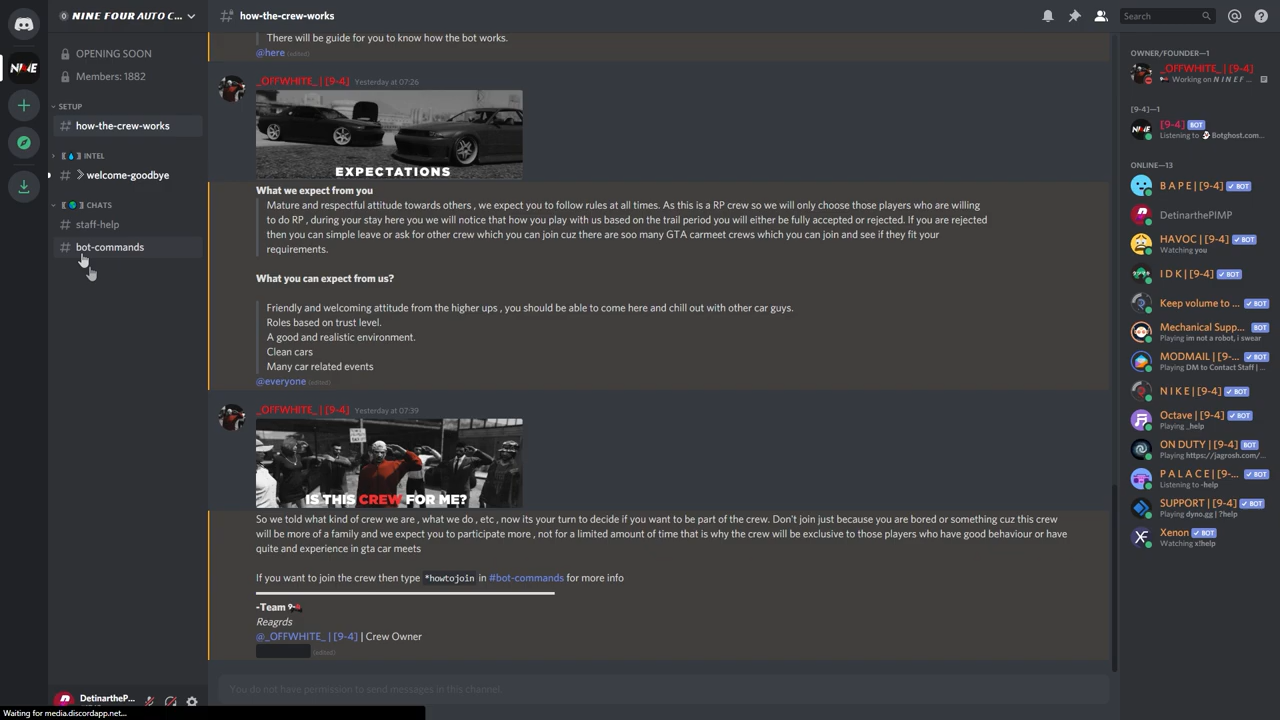 NINE FOUR AUTO C...
OPENING SOON
Members: 1882
SETUP
# how-the-crew-works
INTEL
# welcome-goodbye
CHATS
# staff-help
# bot-commands
DetinartheP...
Waiting for media.discordapp.net...
how-the-crew-works
Search
There will be guide for you to know how the bot works.
@here (edited)
_OFFWHITE_ | [9-4] Yesterday at 07:26
EXPECTATIONS
What we expect from you
Mature and respectful attitude towards others , we expect you to follow rules at all times. As this is a RP crew so we will only choose those players who are willing
to do RP , during your stay here you we will notice that how you play with us based on the trail period you will either be fully accepted or rejected. If you are rejected
then you can simple leave or ask for other crew which you can join cuz there are soo many GTA carmeet crews which you can join and see if they fit your
requirements.
What you can expect from us?
Friendly and welcoming attitude from the higher ups , you should be able to come here and chill out with other car guys.
Roles based on trust level.
A good and realistic environment.
Clean cars
Many car related events
@everyone (edited)
_OFFWHITE_ | [9-4] Yesterday at 07:39
IS THIS CREW FOR ME?
So we told what kind of crew we are , what we do , etc , now its your turn to decide if you want to be part of the crew. Don't join just because you are bored or something cuz this crew
will be more of a family and we expect you to participate more , not for a limited amount of time that is why the crew will be exclusive to those players who have good behaviour or have
quite and experience in gta car meets
If you want to join the crew then type *howtojoin in #bot-commands for more info
-Team 9-4
Reagrds
@_OFFWHITE_ | [9-4] | Crew Owner
(edited)
You do not have permission to send messages in this channel.
OWNER/FOUNDER—1
_OFFWHITE_ | [9-4]
Working on N I N E F ...
[9-4]—1
[9-4] BOT
Listening to Botghost.com...
ONLINE—13
B A P E | [9-4] BOT
DetinarthePIMP
HAVOC | [9-4] BOT
Watching you
I D K | [9-4] BOT
Keep volume to ... BOT
Mechanical Supp... BOT
Playing im not a robot, i swear
MODMAIL | [9-... BOT
Playing DM to Contact Staff | ...
N I K E | [9-4] BOT
Octave | [9-4] BOT
Playing _help
ON DUTY | [9-4] BOT
Playing https://jagrosh.com/...
P A L A C E | [9-... BOT
Listening to -help
SUPPORT | [9-4] BOT
Playing dyno.gg | ?help
Xenon BOT
Watching x!help